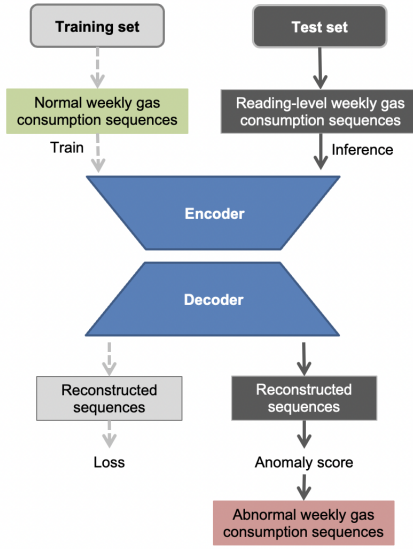 Training set
Test set
Normal weekly gas
consumption sequences
Reading-level weekly gas
consumption sequences
Train
Inference
Encoder
Decoder
Reconstructed
sequences
Reconstructed
sequences
Loss
Anomaly score
Abnormal weekly gas
consumption sequences